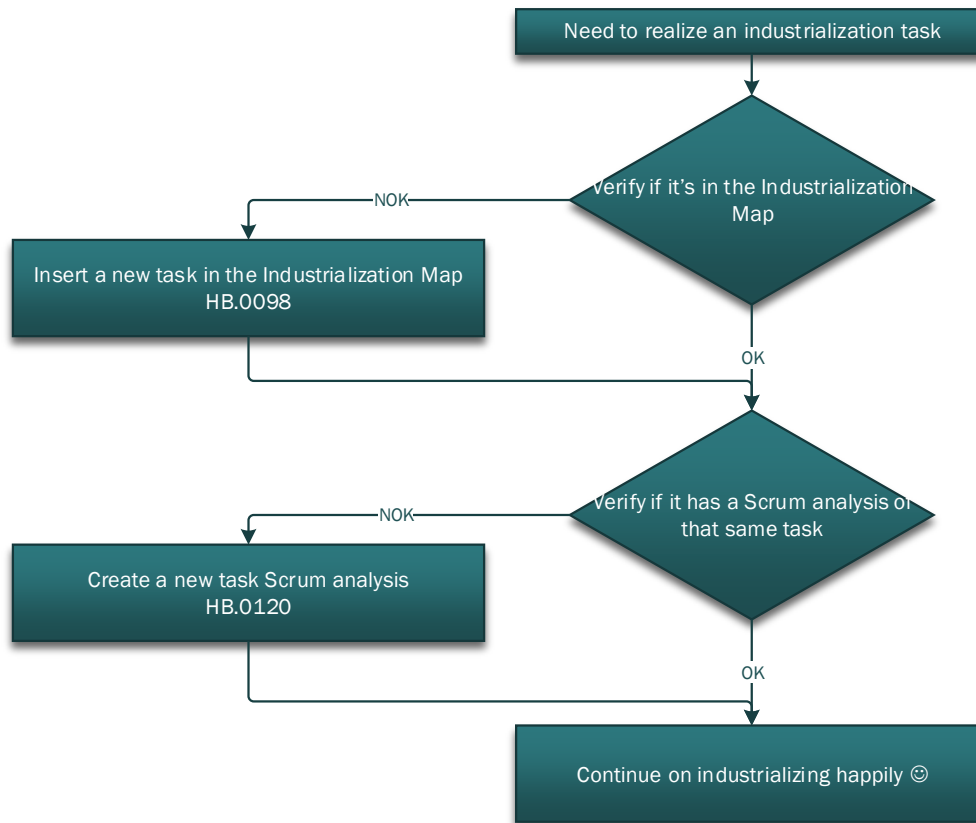 Need to realize an industrialization task
Verify if it's in the Industrialization
Map
NOK
Insert a new task in the Industrialization Map
HB.0098
OK
Verify if it has a Scrum analysis of
that same task
NOK
Create a new task Scrum analysis
HB.0120
OK
Continue on industrializing happily ☺